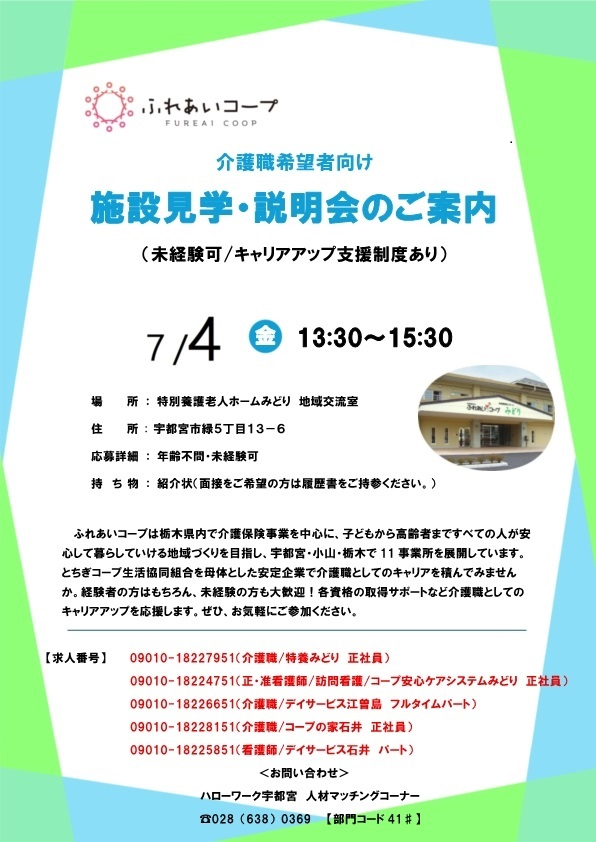 ふれあいコープ
FUREAI COOP
介護職希望者向け
施設見学・説明会のご案内
（未経験可/キャリアアップ支援制度あり）
7/4 金 13:30～15:30
場　　所 ： 特別養護老人ホームみどり 地域交流室
住　　所 ：宇都宮市緑５丁目１３－６
応募詳細 ： 年齢不問・未経験可
持 ち 物 ： 紹介状（面接をご希望の方は履歴書をご持参ください。）
ふれあいコープ みどり
ふれあいコープは栃木県内で介護保険事業を中心に、子どもから高齢者まですべての人が安
心して暮らしていける地域づくりを目指し、宇都宮・小山・栃木で 11 事業所を展開しています。
とちぎコープ生活協同組合を母体とした安定企業で介護職としてのキャリアを積んでみません
か。経験者の方はもちろん、未経験の方も大歓迎！各資格の取得サポートなど介護職としての
キャリアアップを応援します。ぜひ、お気軽にご参加ください。
【求人番号】 09010-18227951（介護職/特養みどり 正社員）
09010-18224751（正・准看護師/訪問看護/コープ安心ケアシステムみどり 正社員）
09010-18226651（介護職/デイサービス江曽島 フルタイムパート）
09010-18228151（介護職/コープの家石井 正社員）
09010-18225851（看護師/デイサービス石井 パート）
＜お問い合わせ＞
ハローワーク宇都宮 人材マッチングコーナー
☎028（638）0369 【部門コード 41♯】